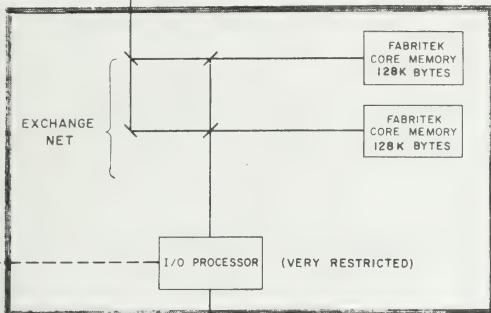 FABRITEK
CORE MEMORY
128K BYTES
EXCHANGE
NET
FABRITEK
CORE MEMORY
128K BYTES
I/O PROCESSOR (VERY RESTRICTED)